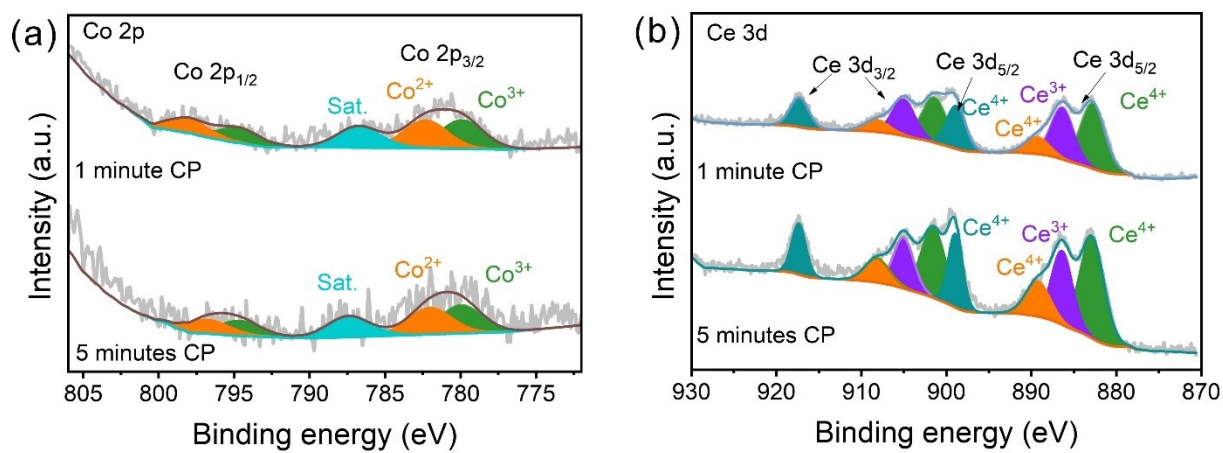 (a)
Co 2p
Co 2p1/2
Co 2p3/2
Sat.
Co2+
Co3+
1 minute CP
Sat.
Co2+
Co3+
5 minutes CP
Intensity (a.u.)
805 800 795 790 785 780 775
Binding energy (eV)
(b)
Ce 3d
Ce 3d3/2
Ce 3d5/2
Ce 3d5/2
Ce4+
Ce4+
Ce3+
Ce4+
1 minute CP
Ce4+
Ce4+
Ce3+
Ce4+
5 minutes CP
Intensity (a.u.)
930 920 910 900 890 880 870
Binding energy (eV)